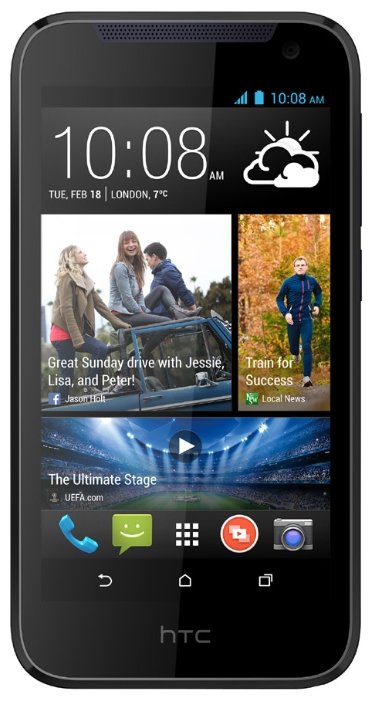 10:08 AM
10:08 AM
TUE, FEB 18 | LONDON, 7°C
Great Sunday drive with Jessie,
Lisa, and Peter!
f Jason Holt
Train for
Success
Local News
The Ultimate Stage
UEFA.com
hTC